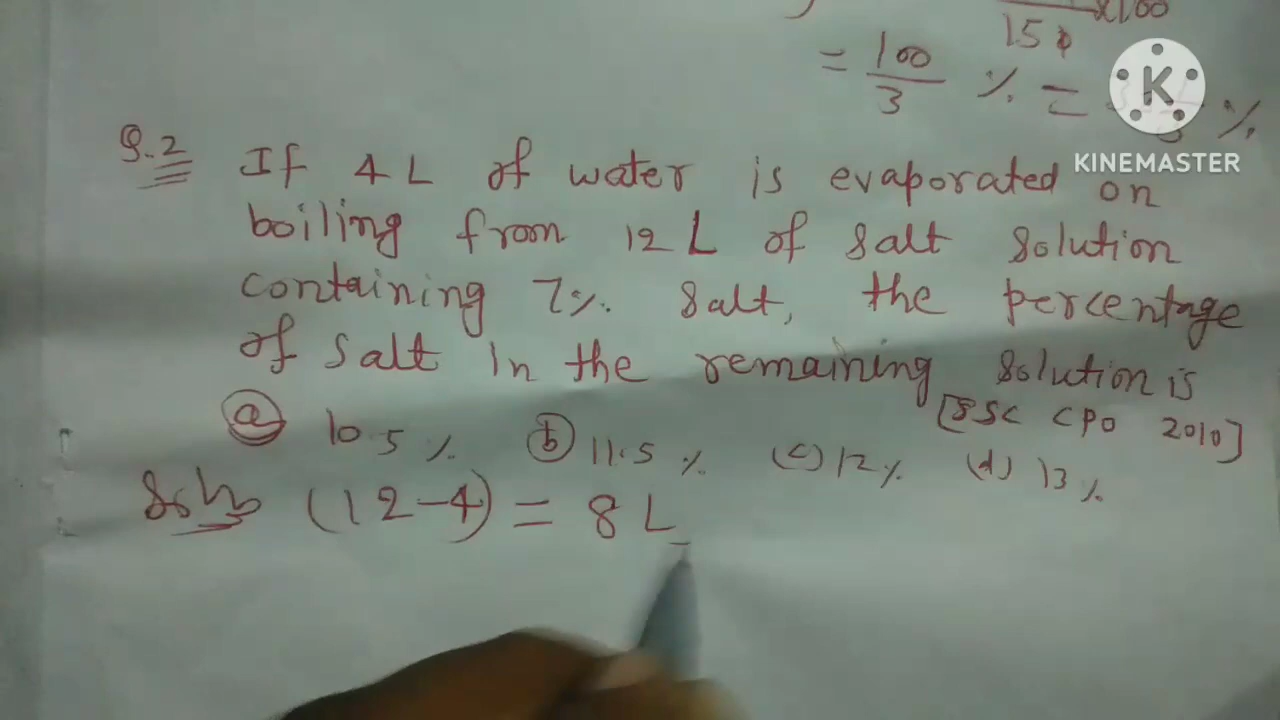 15 x100
= 100/3 % = %
K
KINEMASTER
Q.2 If 4 L of water is evaporated on
boiling from 12 L of salt solution
containing 7% salt, the percentage
of salt in the remaining solution is
[SSC CPO 2010]
(a) 10.5 % (b) 11.5 % (c) 12 % (d) 13 %
Soln (12-4) = 8 L